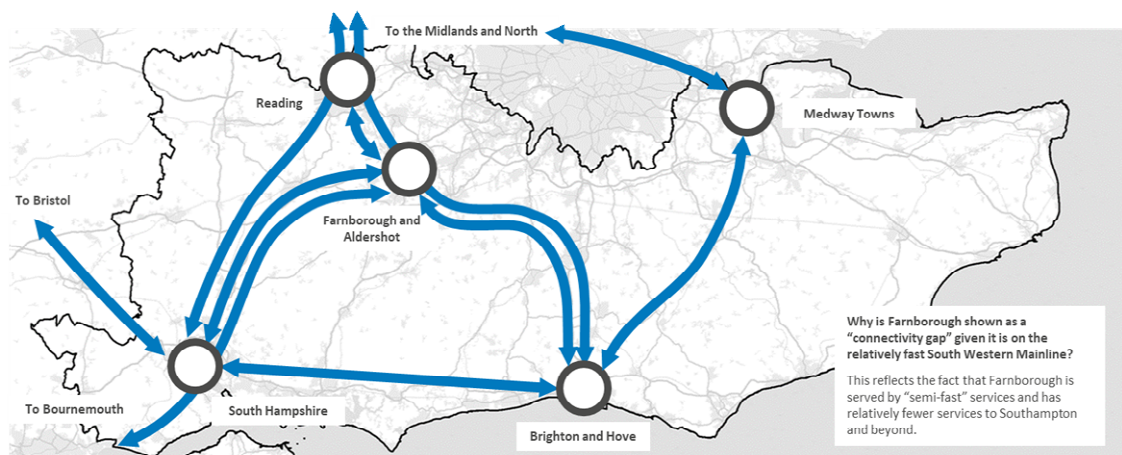 To the Midlands and North
Reading
Medway Towns
To Bristol
Farnborough and
Aldershot
Why is Farnborough shown as a
“connectivity gap” given it is on the
relatively fast South Western Mainline?
This reflects the fact that Farnborough is
served by “semi-fast” services and has
relatively fewer services to Southampton
and beyond.
To Bournemouth
South Hampshire
Brighton and Hove